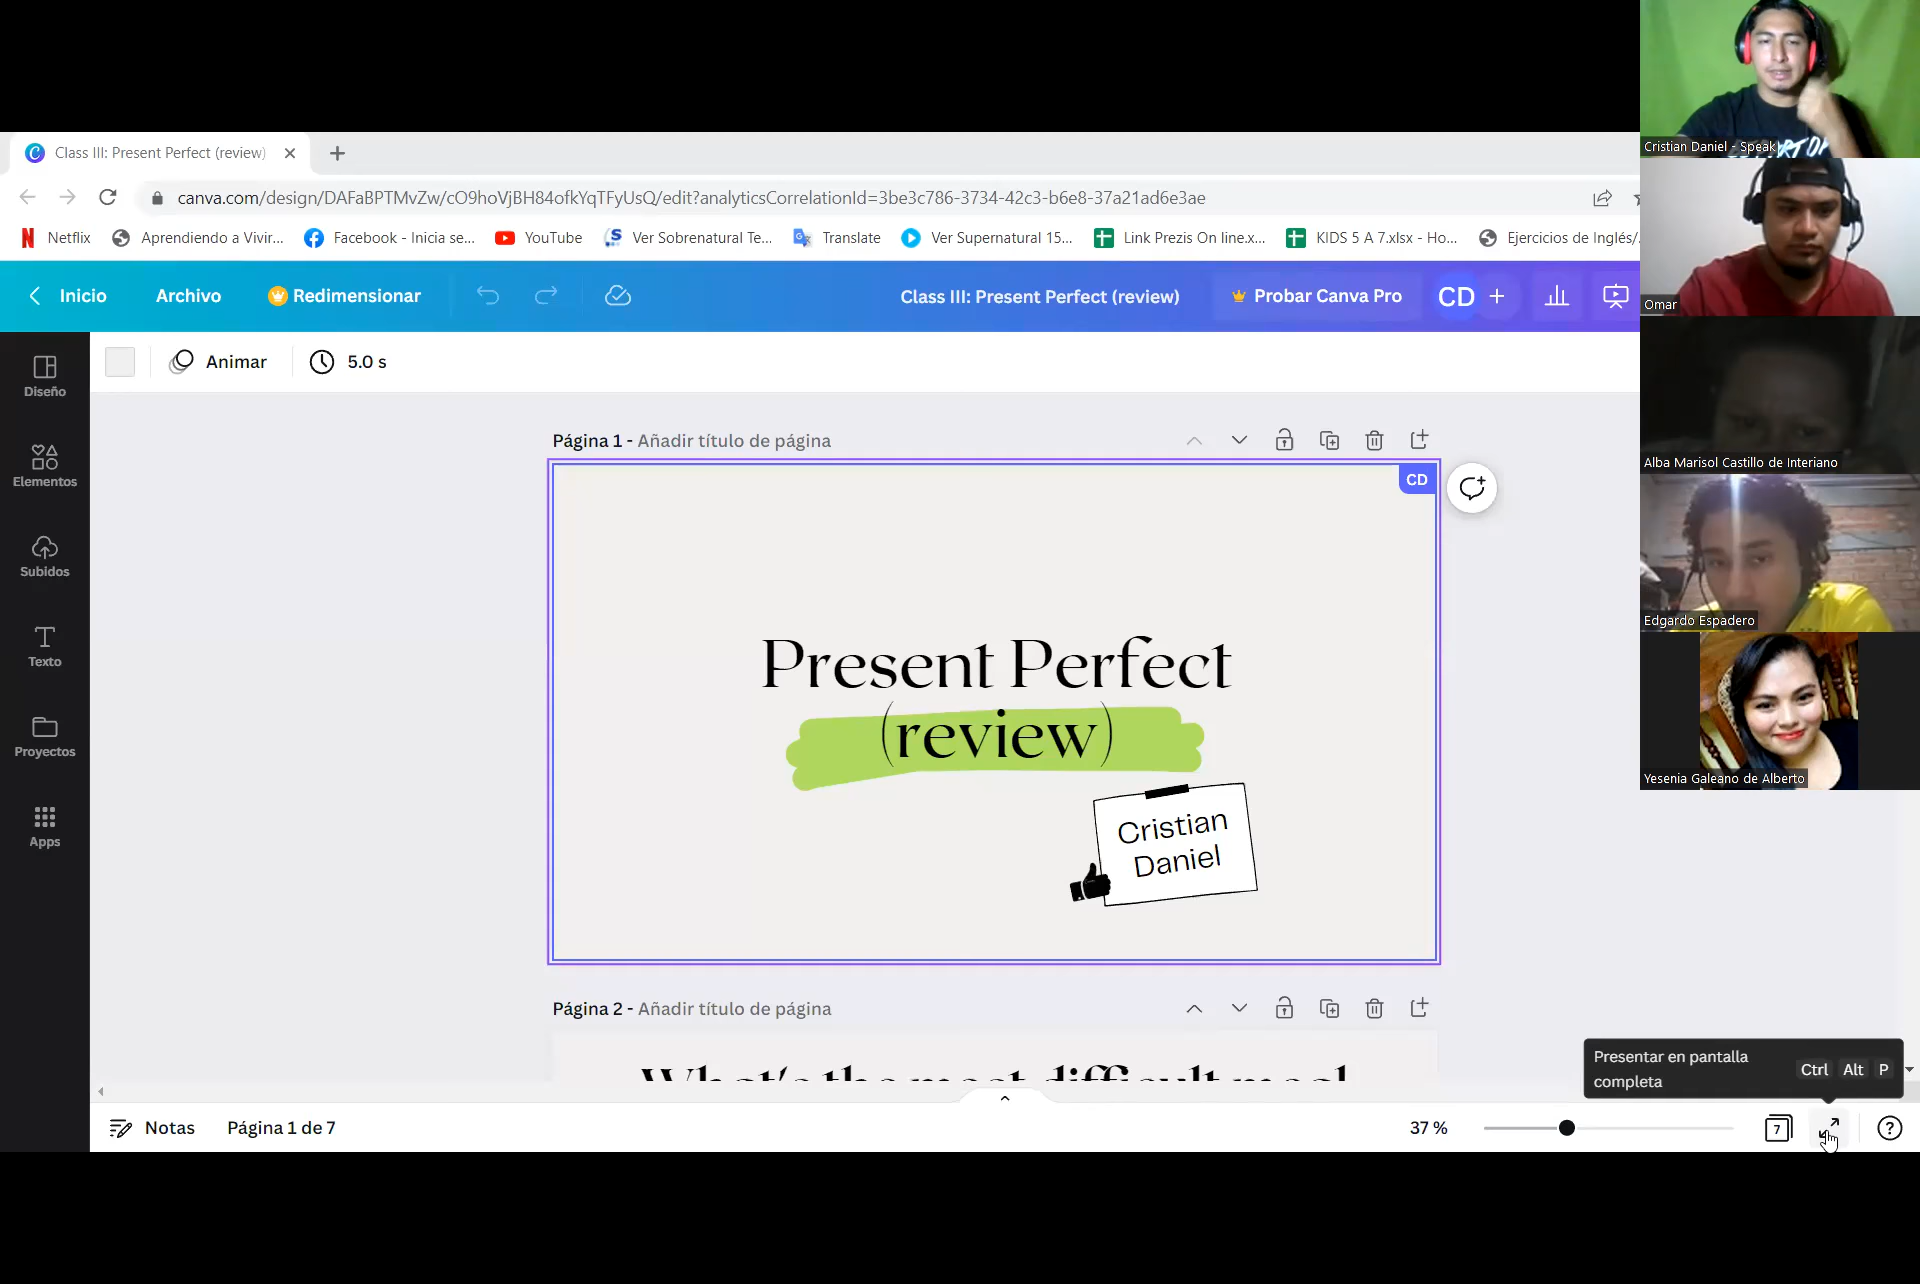 Class III: Present Perfect (review)
canva.com/design/DAFaBPTMvZw/cO9hoVjBH84ofkYqTFyUsQ/edit?analyticsCorrelationId=3be3c786-3734-42c3-b6e8-37a21ad6e3ae
Netflix Aprendiendo a Vivir... Facebook - Inicia se... YouTube Ver Sobrenatural Te... Translate Ver Supernatural 15... Link Prezis On line.x... KIDS 5 A 7.xlsx - Ho... Ejercicios de Inglés/
Inicio Archivo Redimensionar Class III: Present Perfect (review) Probar Canva Pro CD +
Animar 5.0 s
Diseño
Elementos
Subidos
Texto
Proyectos
Apps
Página 1 - Añadir título de página
CD
Present Perfect
(review)
Cristian
Daniel
Página 2 - Añadir título de página
What's the most difficult meal
Presentar en pantalla
completa
Ctrl Alt P
Notas Página 1 de 7 37 % 7 ?
Cristian Daniel - Speak
Omar
Alba Marisol Castillo de Interiano
Edgardo Espadero
Yesenia Galeano de Alberto